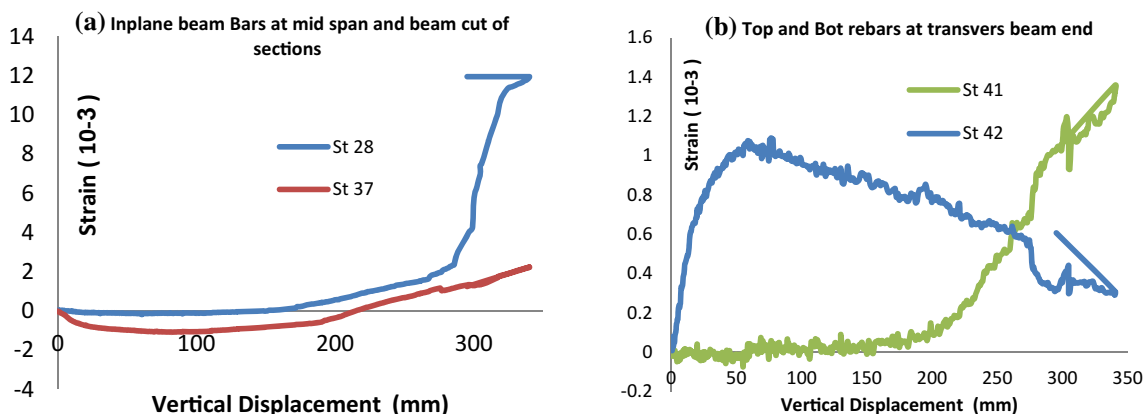 (a) Inplane beam Bars at mid span and beam cut of
sections
14
12
10
8
6
4
2
0
-2
-4
Strain ( 10-3 )
St 28
St 37
0
100
200
300
Vertical Displacement (mm)
(b) Top and Bot rebars at transvers beam end
1.6
1.4
1.2
1
0.8
0.6
0.4
0.2
0
-0.2
Strain ( 10-3)
St 41
St 42
0
50
100
150
200
250
300
350
Vertical Displacement (mm)